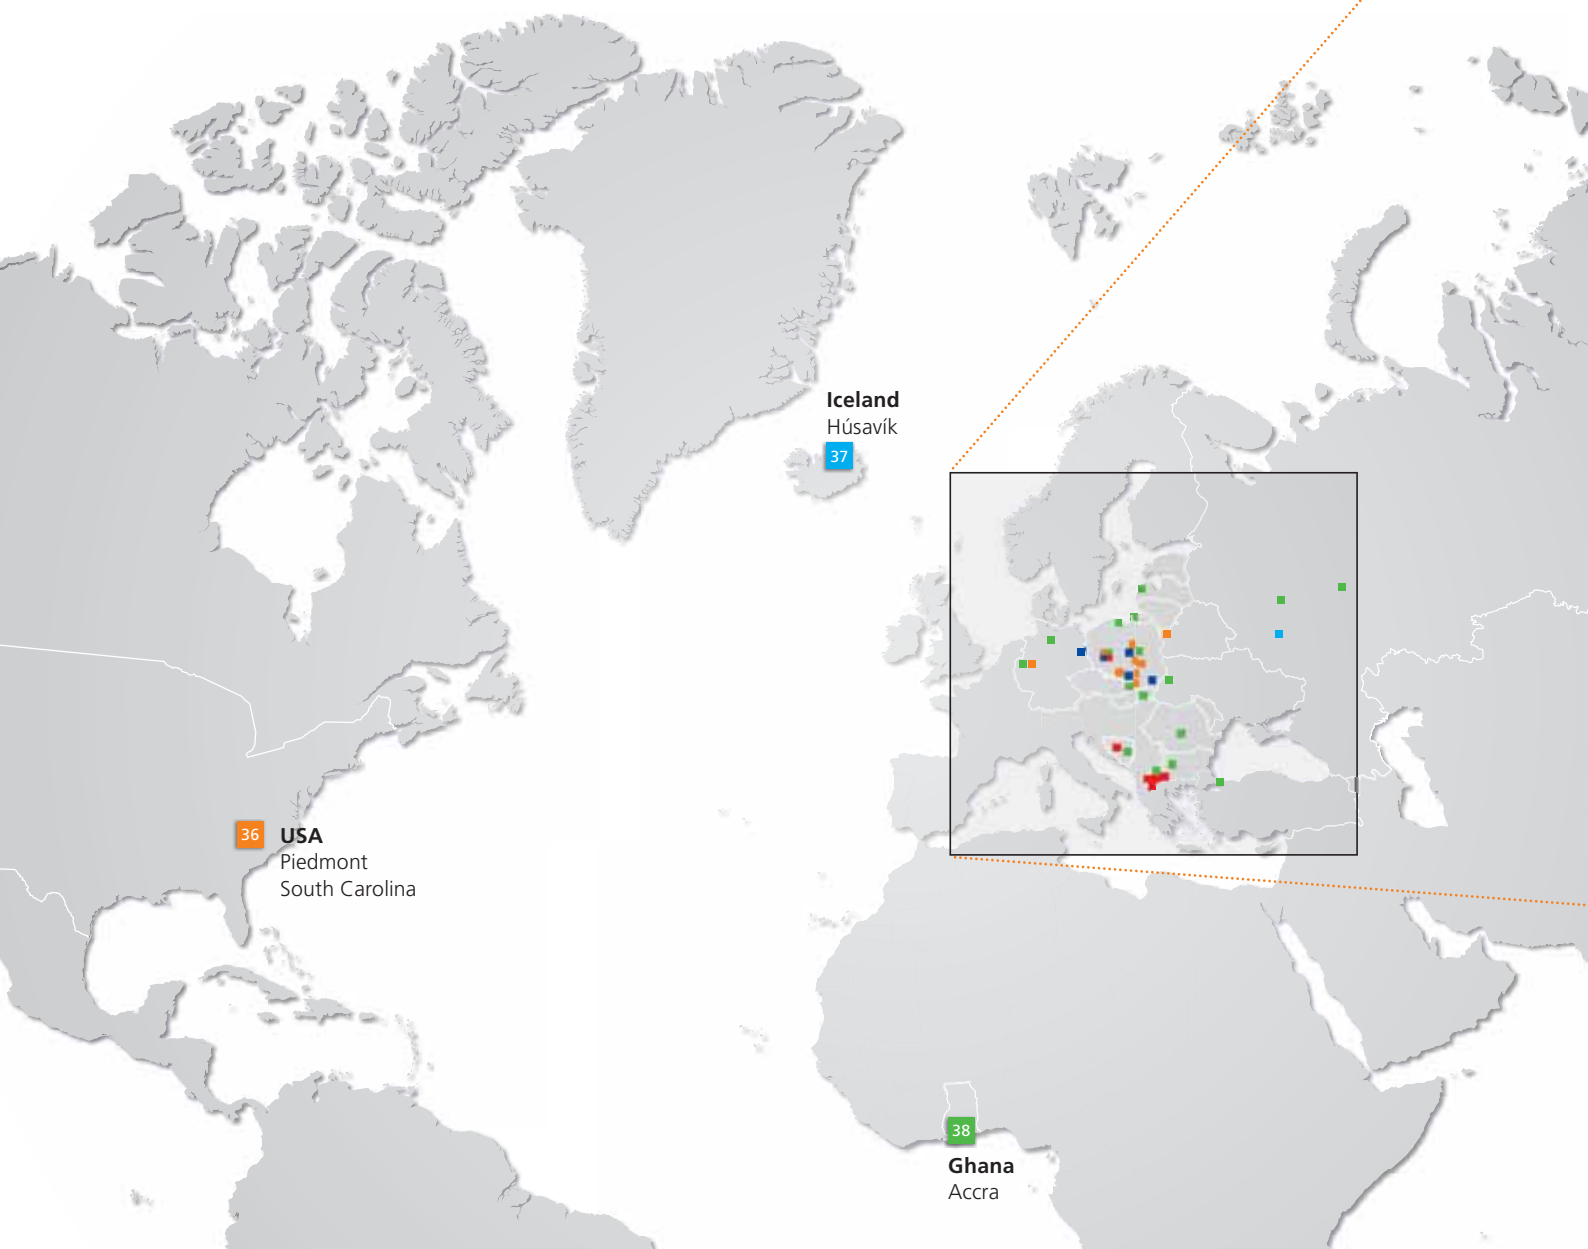 Iceland
Húsavík
37
36
USA
Piedmont
South Carolina
38
Ghana
Accra